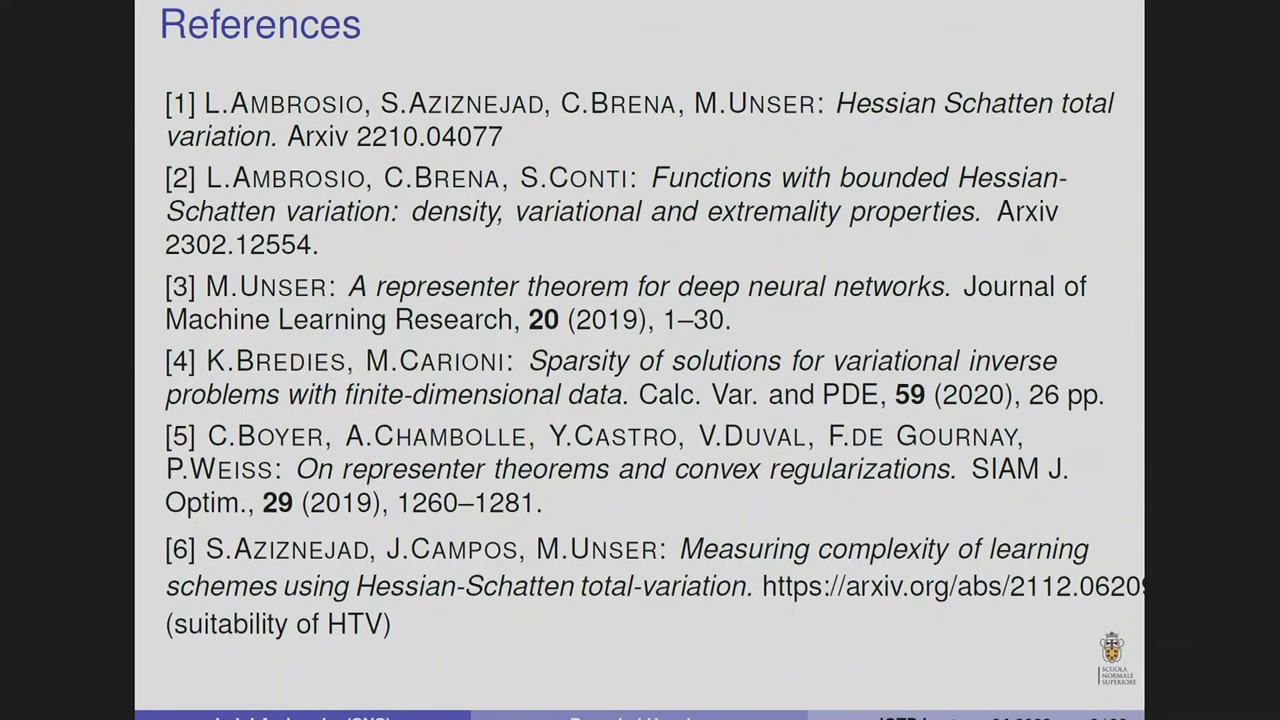 References
[1] L.AMBROSIO, S.AZIZNEJAD, C.BRENA, M.UNSER: Hessian Schatten total
variation. Arxiv 2210.04077
[2] L.AMBROSIO, C.BRENA, S.CONTI: Functions with bounded Hessian-
Schatten variation: density, variational and extremality properties. Arxiv
2302.12554.
[3] M.UNSER: A representer theorem for deep neural networks. Journal of
Machine Learning Research, 20 (2019), 1–30.
[4] K.BREDIES, M.CARIONI: Sparsity of solutions for variational inverse
problems with finite-dimensional data. Calc. Var. and PDE, 59 (2020), 26 pp.
[5] C.BOYER, A.CHAMBOLLE, Y.CASTRO, V.DUVAL, F.DE GOURNAY,
P.WEISS: On representer theorems and convex regularizations. SIAM J.
Optim., 29 (2019), 1260–1281.
[6] S.AZIZNEJAD, J.CAMPOS, M.UNSER: Measuring complexity of learning
schemes using Hessian-Schatten total-variation. https://arxiv.org/abs/2112.06209
(suitability of HTV)
SCUOLA
NORMALE
SUPERIORE